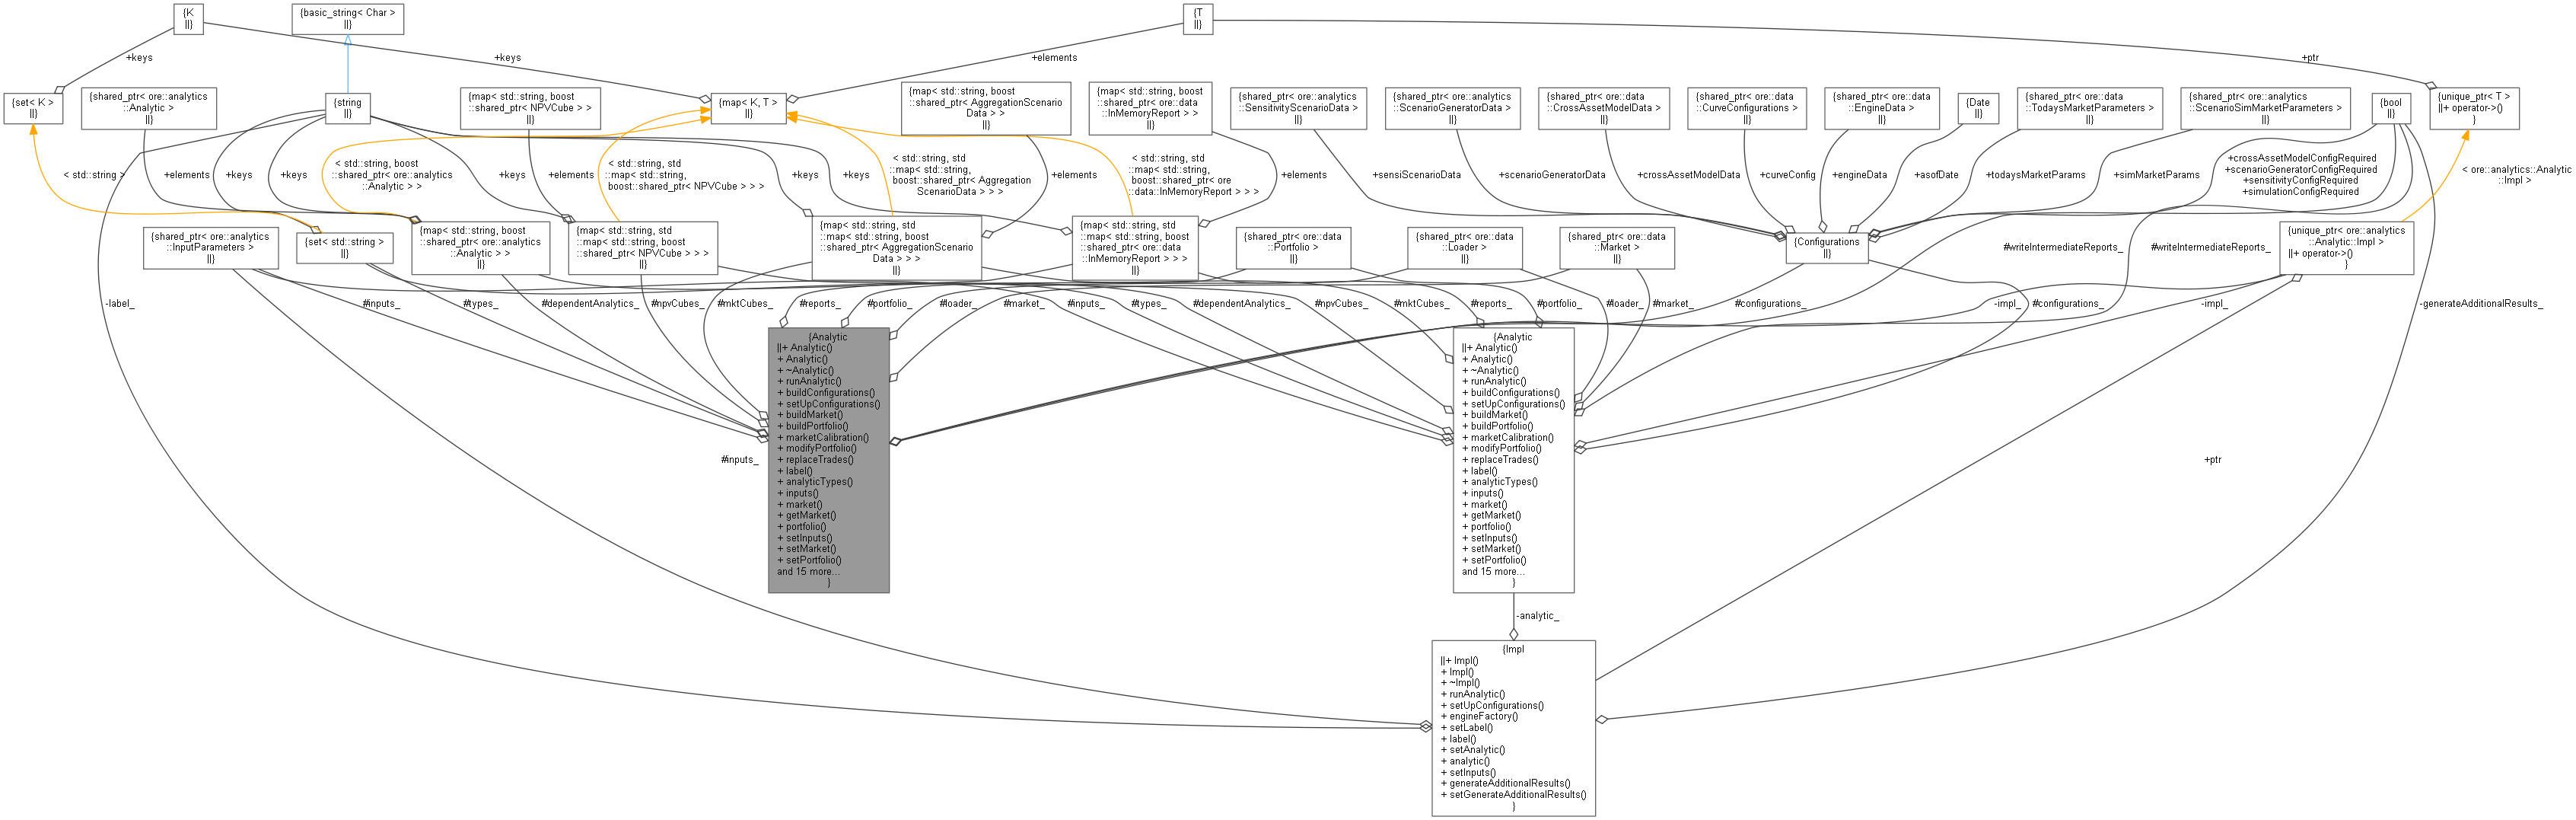 {K
||}
{basic_string< Char >
||}
{T
||}
+keys
+keys
+elements
+ptr
{set< K >
||}
{shared_ptr< ore::analytics
::Analytic >
||}
{string
||}
{map< std::string, boost
::shared_ptr< NPVCube > >
||}
{map< K, T >
||}
{map< std::string, boost
::shared_ptr< AggregationScenario
Data > >
||}
{map< std::string, boost
::shared_ptr< ore::data
::InMemoryReport > >
||}
{shared_ptr< ore::analytics
::SensitivityScenarioData >
||}
{shared_ptr< ore::analytics
::ScenarioGeneratorData >
||}
{shared_ptr< ore::data
::CrossAssetModelData >
||}
{shared_ptr< ore::data
::CurveConfigurations >
||}
{shared_ptr< ore::data
::EngineData >
||}
{Date
||}
{shared_ptr< ore::data
::TodaysMarketParameters >
||}
{shared_ptr< ore::analytics
::ScenarioSimMarketParameters >
||}
{bool
||}
{unique_ptr< T >
||+ operator->()
}
< std::string >
+elements
+keys
+keys
< std::string, boost
::shared_ptr< ore::analytics
::Analytic > >
+keys
+elements
< std::string, std
::map< std::string,
boost::shared_ptr< NPVCube > > >
+keys
+keys
< std::string, std
::map< std::string,
boost::shared_ptr< Aggregation
ScenarioData > > >
+elements
< std::string, std
::map< std::string,
boost::shared_ptr< ore
::data::InMemoryReport > > >
+elements
+sensiScenarioData
+scenarioGeneratorData
+crossAssetModelData
+curveConfig
+engineData
+asofDate
+todaysMarketParams
+simMarketParams
+crossAssetModelConfigRequired
+scenarioGeneratorConfigRequired
+sensitivityConfigRequired
+simulationConfigRequired
< ore::analytics::Analytic
::Impl >
{shared_ptr< ore::analytics
::InputParameters >
||}
{set< std::string >
||}
{map< std::string, boost
::shared_ptr< ore::analytics
::Analytic > >
||}
{map< std::string, std
::map< std::string, boost
::shared_ptr< NPVCube > > >
||}
{map< std::string, std
::map< std::string, boost
::shared_ptr< AggregationScenario
Data > > >
||}
{map< std::string, std
::map< std::string, boost
::shared_ptr< ore::data
::InMemoryReport > > >
||}
{shared_ptr< ore::data
::Portfolio >
||}
{shared_ptr< ore::data
::Loader >
||}
{shared_ptr< ore::data
::Market >
||}
{Configurations
||}
#writeIntermediateReports_
#writeIntermediateReports_
{unique_ptr< ore::analytics
::Analytic::Impl >
||+ operator->()
}
-label_
#inputs_
#types_
#dependentAnalytics_
#npvCubes_
#mktCubes_
#reports_
#portfolio_
#loader_
#market_
#inputs_
#types_
#dependentAnalytics_
#npvCubes_
#mktCubes_
#reports_
#portfolio_
#loader_
#market_
#configurations_
-impl_
#configurations_
-impl_
-generateAdditionalResults_
#inputs_
+ptr
{Analytic
||+ Analytic()
+ Analytic()
+ ~Analytic()
+ runAnalytic()
+ buildConfigurations()
+ setUpConfigurations()
+ buildMarket()
+ buildPortfolio()
+ marketCalibration()
+ modifyPortfolio()
+ replaceTrades()
+ label()
+ analyticTypes()
+ inputs()
+ market()
+ getMarket()
+ portfolio()
+ setInputs()
+ setMarket()
+ setPortfolio()
and 15 more...
}
{Analytic
||+ Analytic()
+ Analytic()
+ ~Analytic()
+ runAnalytic()
+ buildConfigurations()
+ setUpConfigurations()
+ buildMarket()
+ buildPortfolio()
+ marketCalibration()
+ modifyPortfolio()
+ replaceTrades()
+ label()
+ analyticTypes()
+ inputs()
+ market()
+ getMarket()
+ portfolio()
+ setInputs()
+ setMarket()
+ setPortfolio()
and 15 more...
}
-analytic_
{Impl
||+ Impl()
+ Impl()
+ ~Impl()
+ runAnalytic()
+ setUpConfigurations()
+ engineFactory()
+ setLabel()
+ label()
+ setAnalytic()
+ analytic()
+ setInputs()
+ generateAdditionalResults()
+ setGenerateAdditionalResults()
}